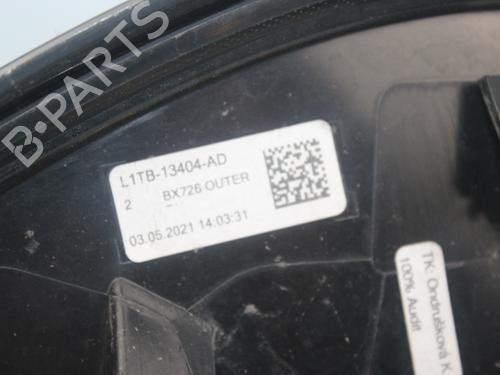 B-PARTS
L1TB-13404-AD
2 BX726 OUTER
03.05.2021 14:03:31
TK: Ondrušková K.
100% Audit